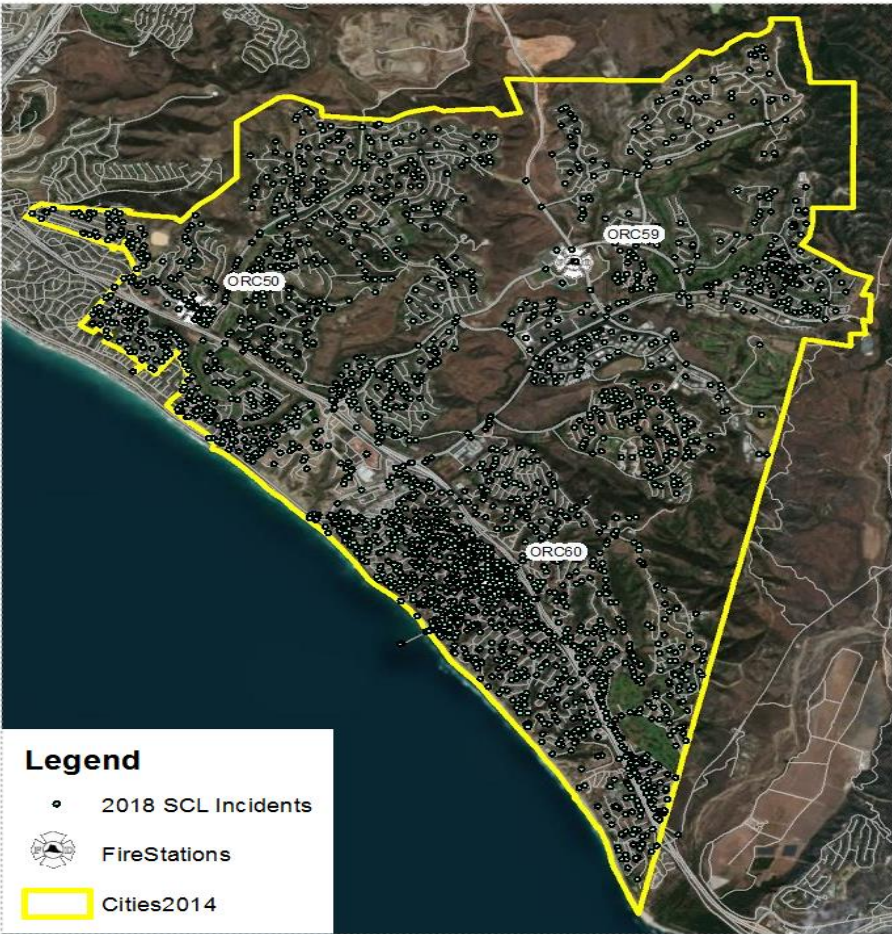 ORC59
ORC50
ORC60
Legend
2018 SCL Incidents
FireStations
Cities2014